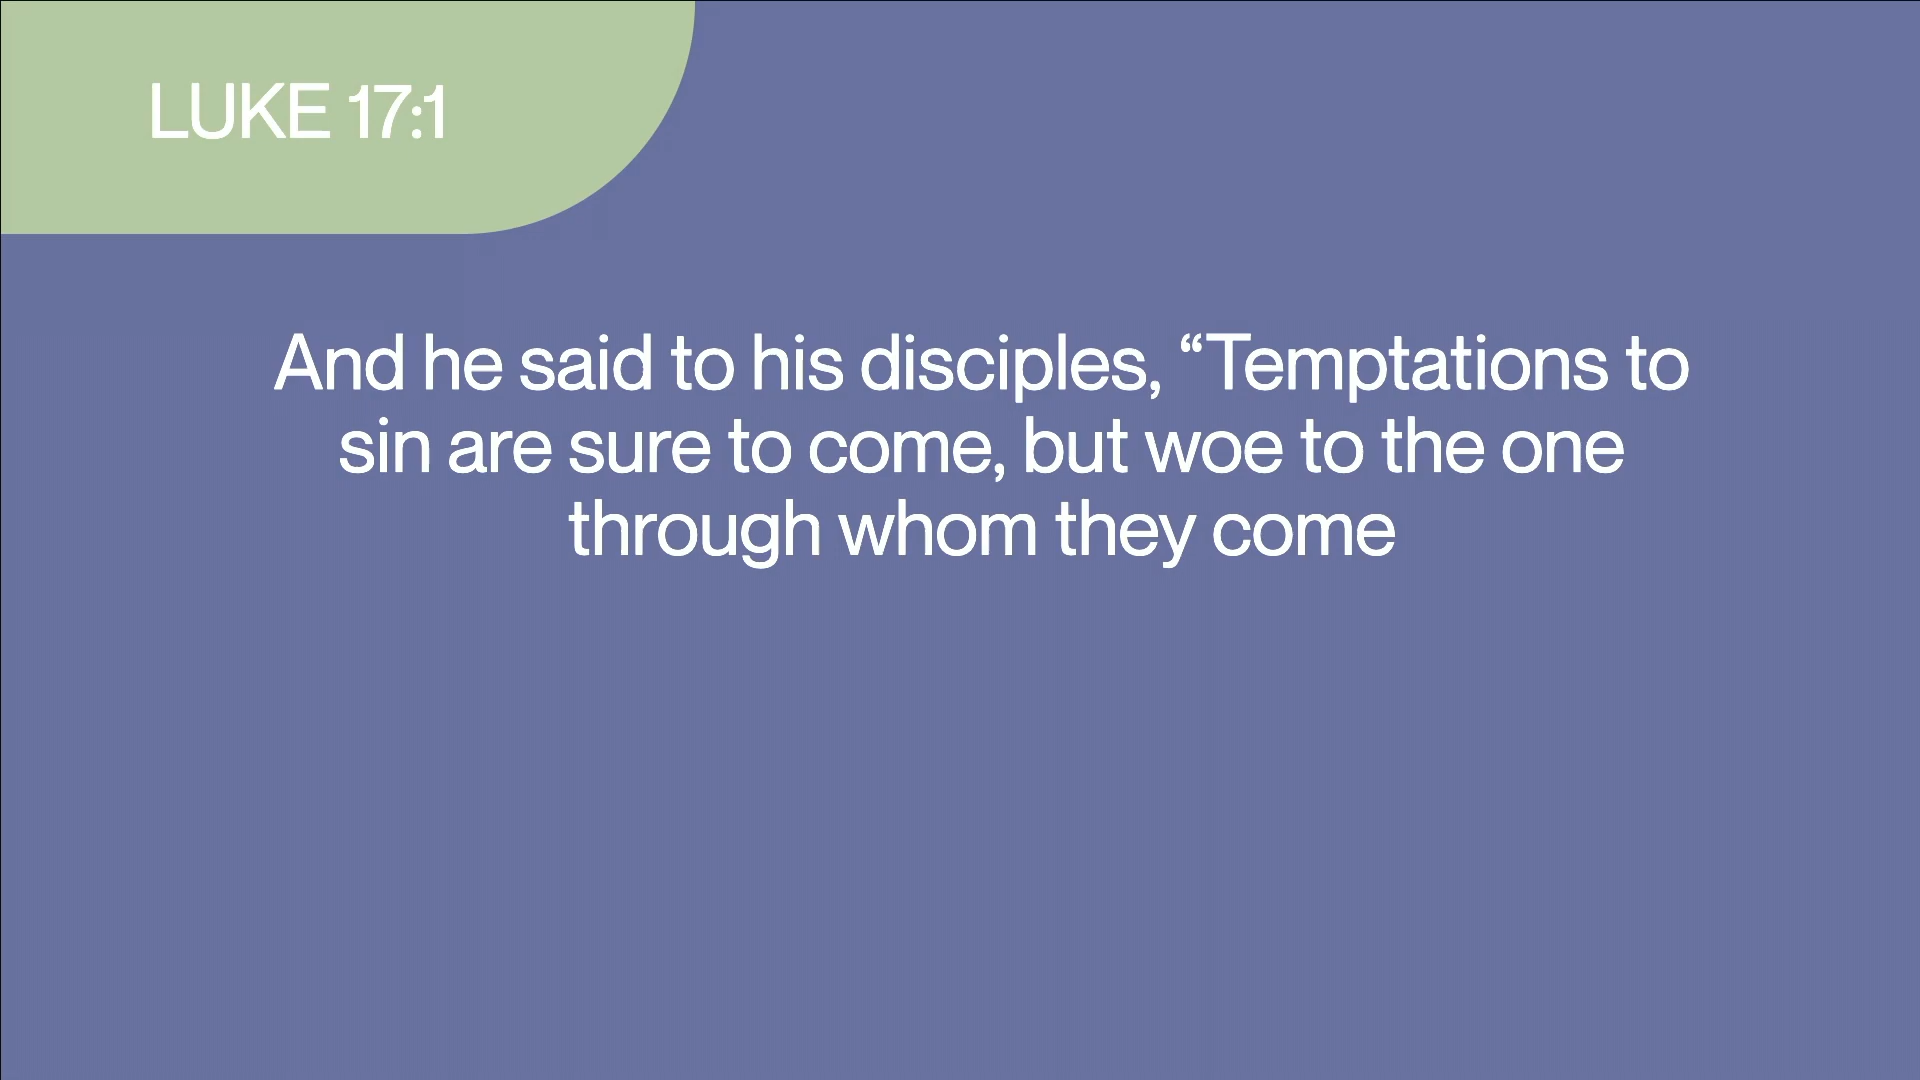 LUKE 17:1
And he said to his disciples, “Temptations to
sin are sure to come, but woe to the one
through whom they come